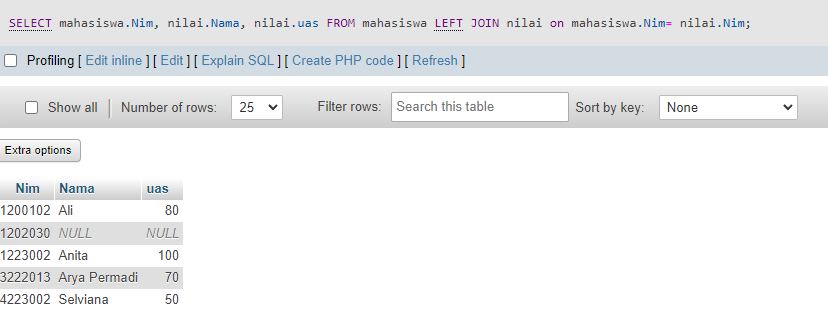 SELECT mahasiswa.Nim, nilai.Nama, nilai.uas FROM mahasiswa LEFT JOIN nilai on mahasiswa.Nim= nilai.Nim;
Profiling [ Edit inline ] [ Edit ] [ Explain SQL ] [ Create PHP code ] [ Refresh ]
Show all Number of rows: 25 Filter rows: Search this table Sort by key: None
Extra options
Nim Nama uas
1200102 Ali 80
1202030 NULL NULL
1223002 Anita 100
3222013 Arya Permadi 70
4223002 Selviana 50